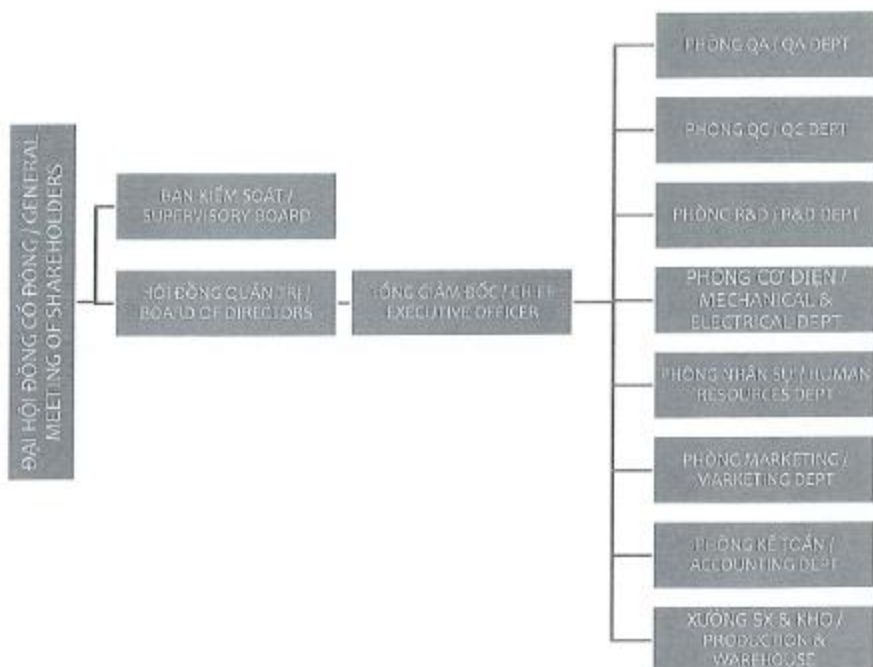 ĐẠI HỘI ĐỒNG CỔ ĐÔNG / GENERAL
MEETING OF SHAREHOLDERS
BAN KIỂM SOÁT /
SUPERVISORY BOARD
HỘI ĐỒNG QUẢN TRỊ /
BOARD OF DIRECTORS
TỔNG GIÁM ĐỐC / CHIEF
EXECUTIVE OFFICER
PHÒNG QA / QA DEPT
PHÒNG QC / QC DEPT
PHÒNG R&D / R&D DEPT
PHÒNG CƠ ĐIỆN /
MECHANICAL &
ELECTRICAL DEPT
PHÒNG NHÂN SỰ / HUMAN
RESOURCES DEPT
PHÒNG MARKETING /
MARKETING DEPT
PHÒNG KẾ TOÁN /
ACCOUNTING DEPT
XƯỞNG SX & KHO /
PRODUCTION &
WAREHOUSE